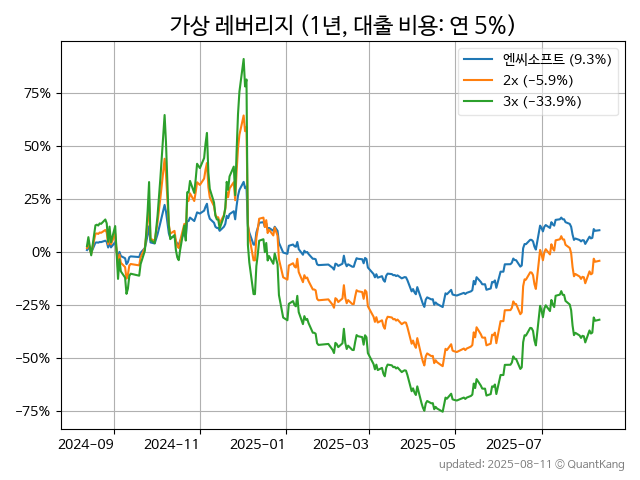 가상 레버리지 (1년, 대출 비용: 연 5%)
엔씨소프트 (9.3%)
2x (−5.9%)
3x (−33.9%)
75%
50%
25%
0%
−25%
−50%
−75%
2024-09 2024-11 2025-01 2025-03 2025-05 2025-07
updated: 2025-08-11 © QuantKang